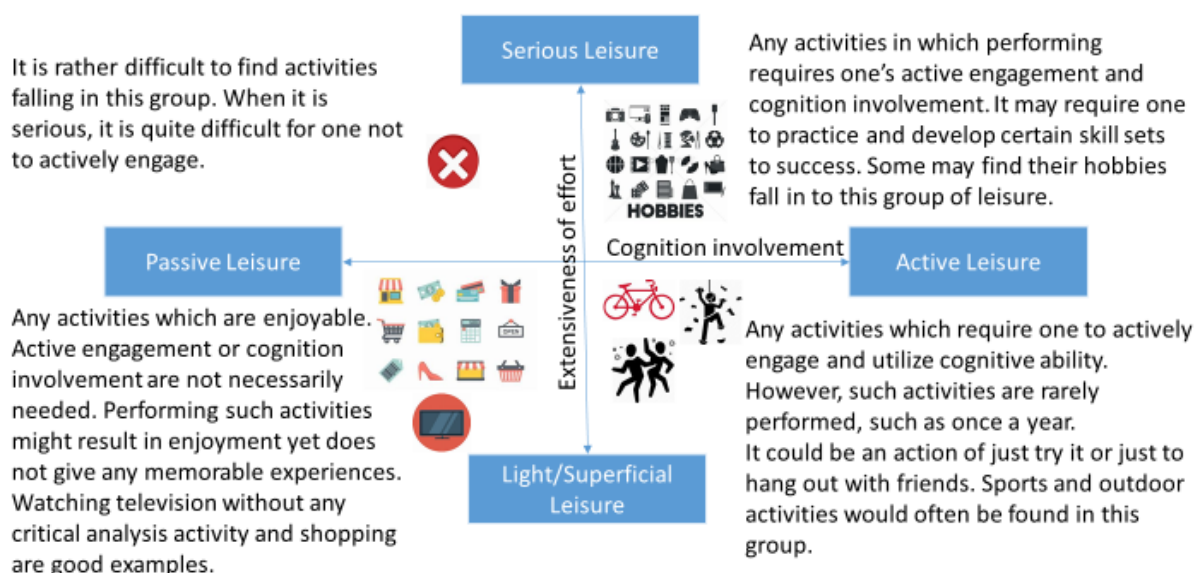 Serious Leisure
It is rather difficult to find activities
falling in this group. When it is
serious, it is quite difficult for one not
to actively engage.
Any activities in which performing
requires one's active engagement and
cognition involvement. It may require one
to practice and develop certain skill sets
to success. Some may find their hobbies
fall in to this group of leisure.
HOBBIES
Extensiveness of effort
Passive Leisure
Cognition involvement
Active Leisure
Any activities which are enjoyable.
Active engagement or cognition
involvement are not necessarily
needed. Performing such activities
might result in enjoyment yet does
not give any memorable experiences.
Watching television without any
critical analysis activity and shopping
are good examples.
OPEN
Any activities which require one to actively
engage and utilize cognitive ability.
However, such activities are rarely
performed, such as once a year.
It could be an action of just try it or just to
hang out with friends. Sports and outdoor
activities would often be found in this
group.
Light/Superficial
Leisure